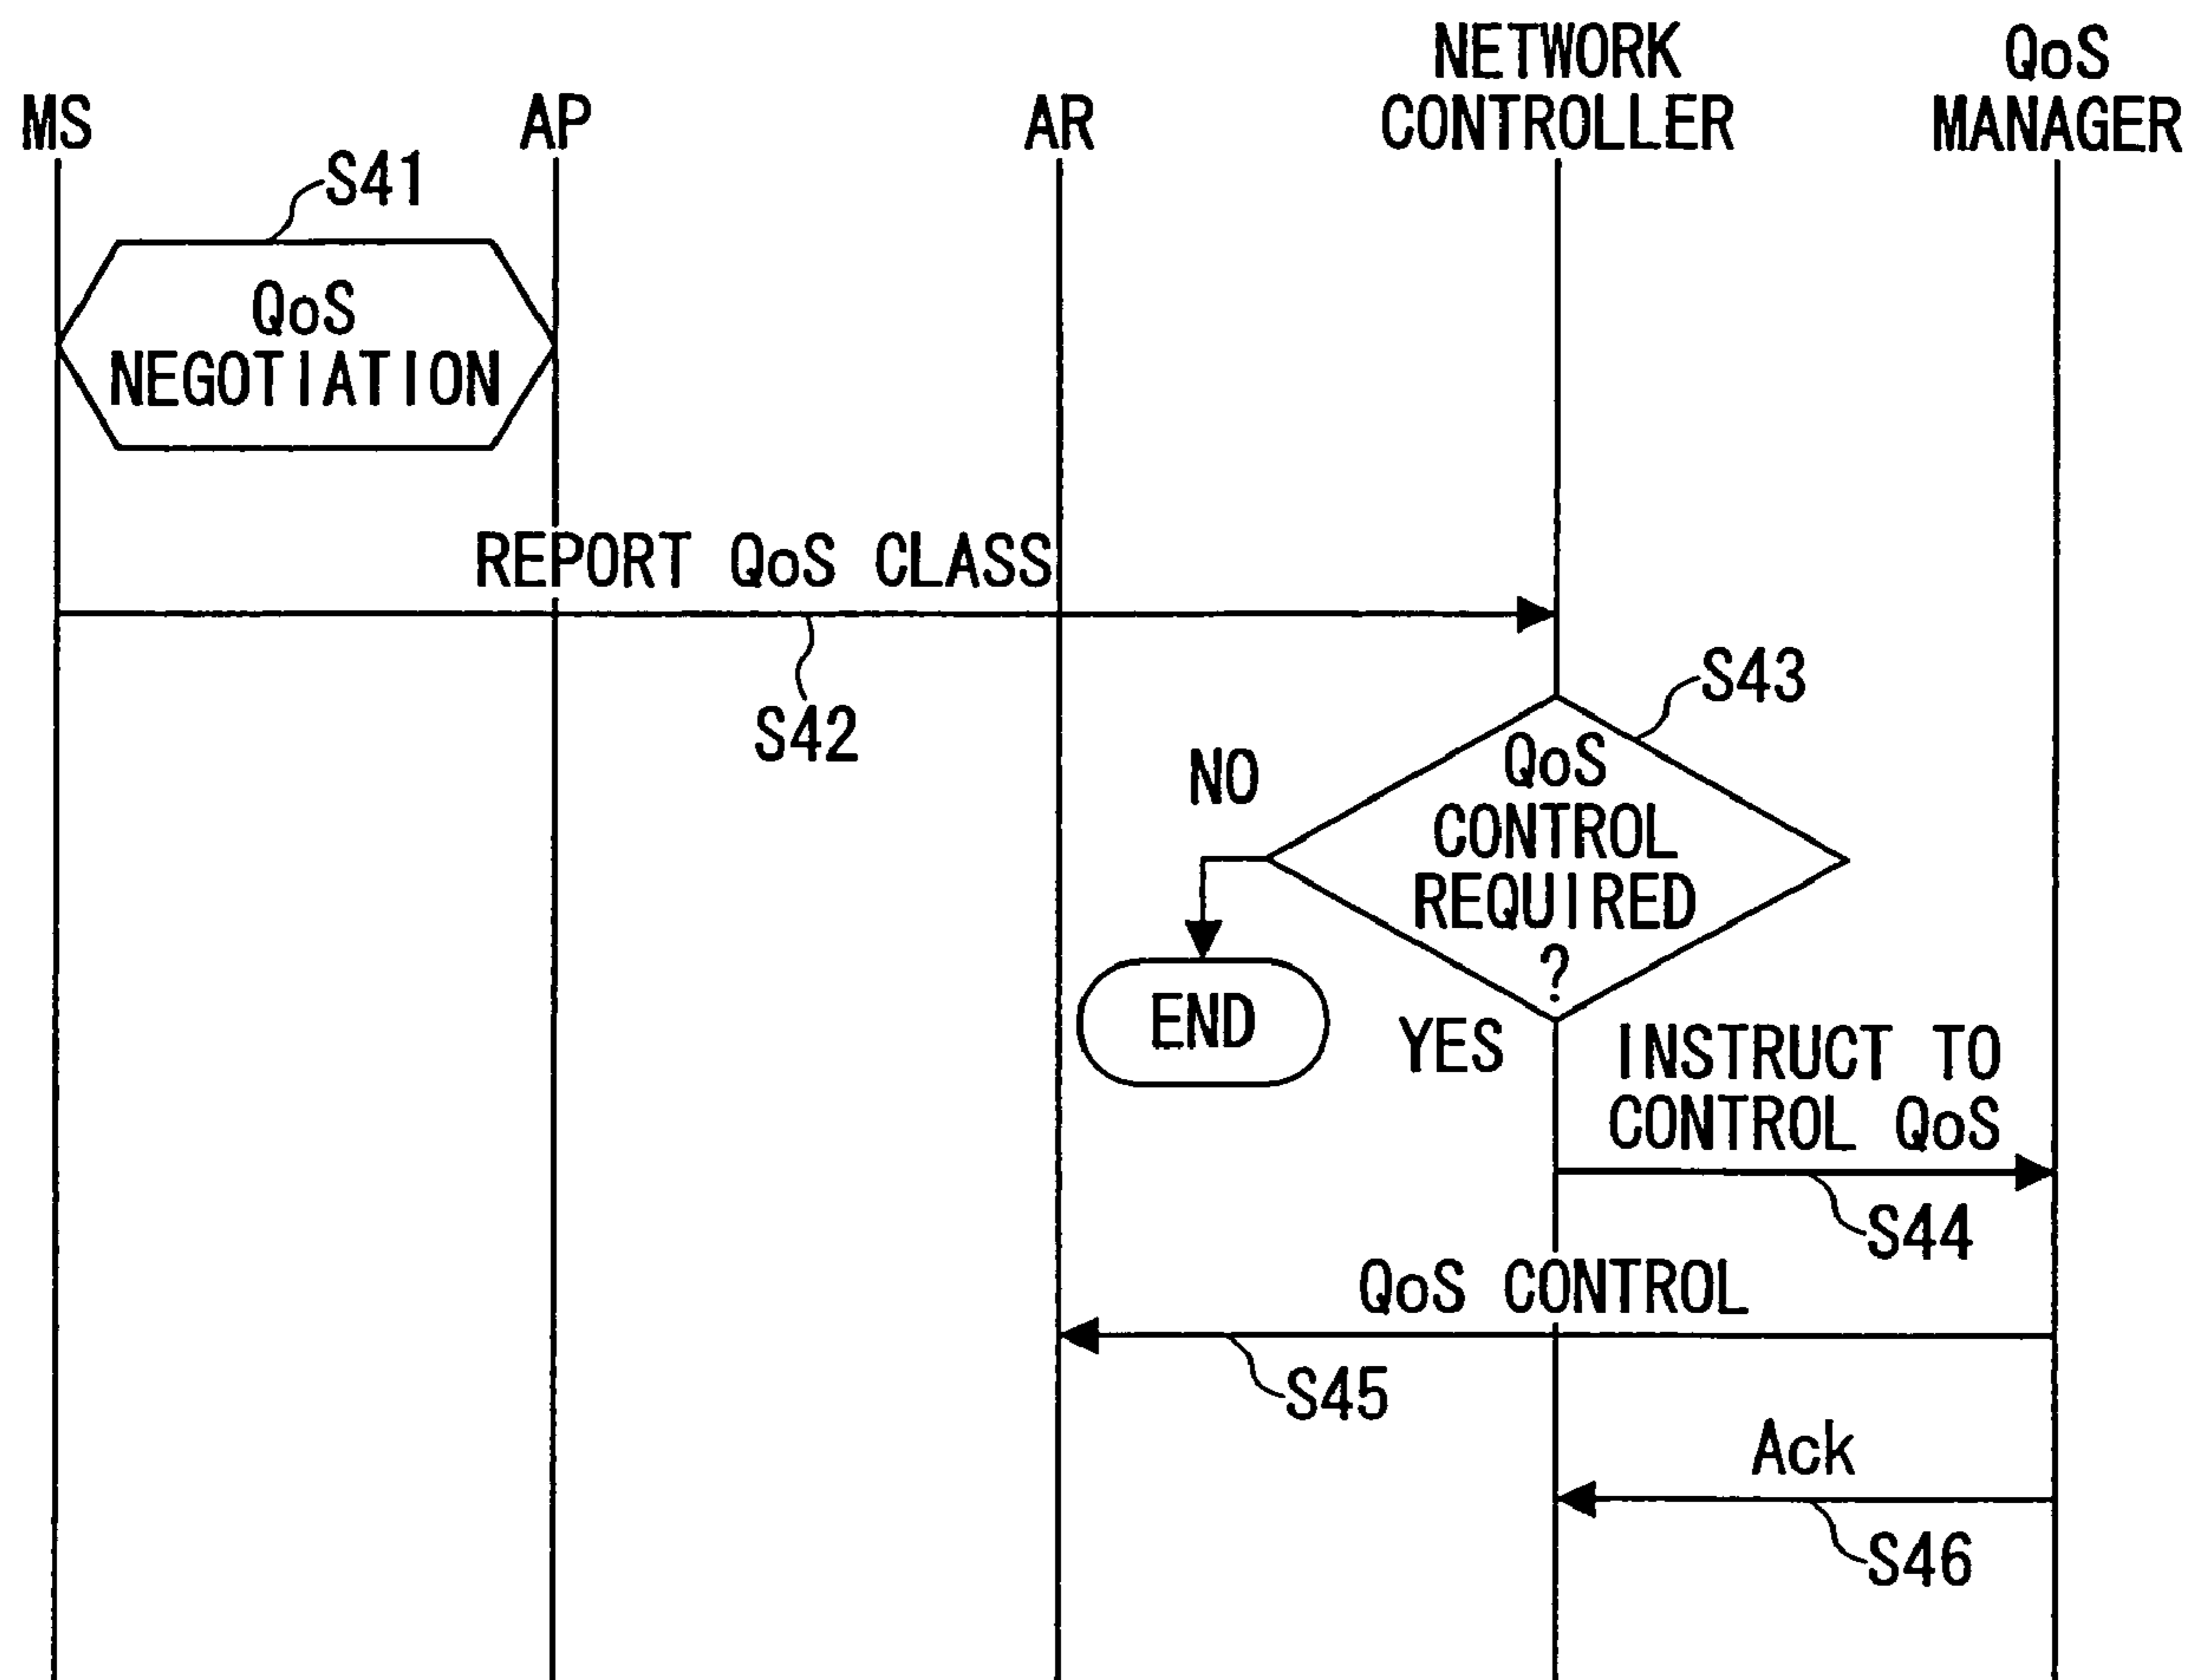 MS
AP
AR
NETWORK
CONTROLLER
QoS
MANAGER
S41
QoS
NEGOTIATION
REPORT QoS CLASS
S42
S43
QoS
CONTROL
REQUIRED
?
NO
END
YES
INSTRUCT TO
CONTROL QoS
S44
QoS CONTROL
S45
Ack
S46